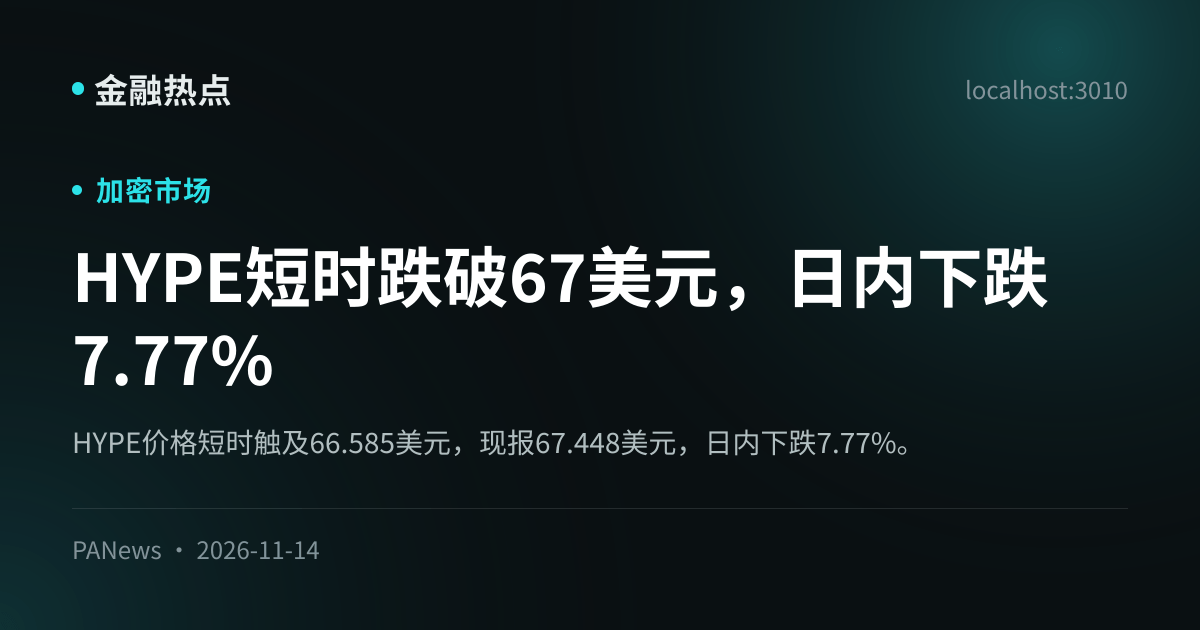 金融热点
localhost:3010
加密市场
HYPE短时跌破67美元，日内下跌
7.77%
HYPE价格短时触及66.585美元，现报67.448美元，日内下跌7.77%。
PANews • 2026-11-14